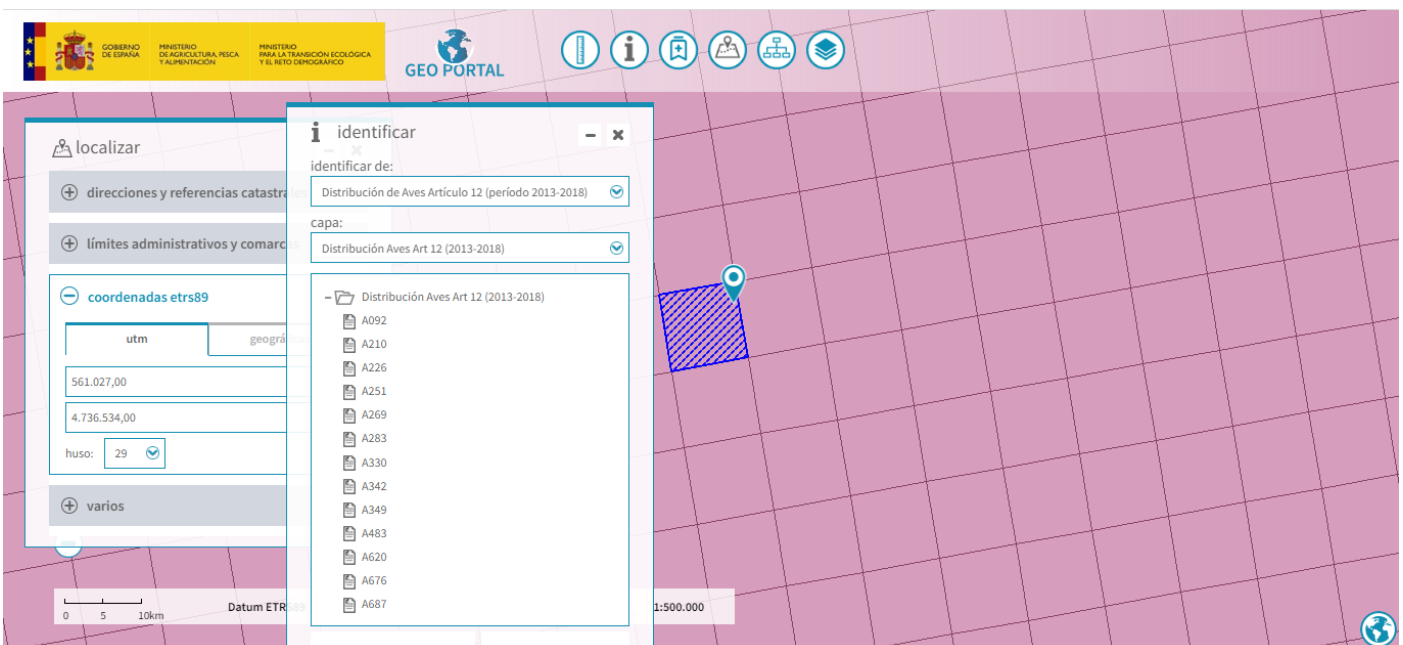 GOBIERNO
DE ESPAÑA
MINISTERIO
DE AGRICULTURA, PESCA
Y ALIMENTACIÓN
MINISTERIO
PARA LA TRANSICIÓN ECOLÓGICA
Y EL RETO DEMOGRÁFICO
GEO PORTAL
localizar
direcciones y referencias catastrales
límites administrativos y comarcas
coordenadas etrs89
utm
geográ
561.027,00
4.736.534,00
huso: 29
varios
identificar
identificar de:
Distribución de Aves Artículo 12 (período 2013-2018)
capa:
Distribución Aves Art 12 (2013-2018)
Distribución Aves Art 12 (2013-2018)
A092
A210
A226
A251
A269
A283
A330
A342
A349
A483
A620
A676
A687
0 5 10km
Datum ETRS89
1:500.000